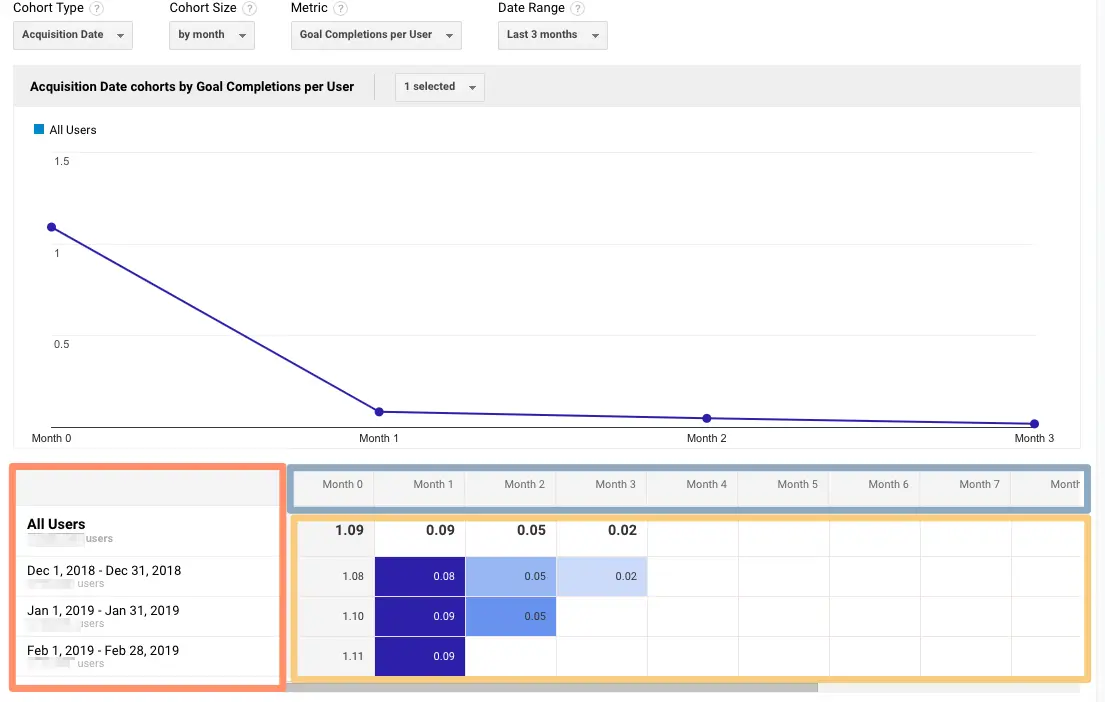 Cohort Type ? Cohort Size ? Metric ? Date Range ?
Acquisition Date by month Goal Completions per User Last 3 months
Acquisition Date cohorts by Goal Completions per User 1 selected
All Users
1.5
1
0.5
Month 0 Month 1 Month 2 Month 3
Month 0 Month 1 Month 2 Month 3 Month 4 Month 5 Month 6 Month 7 Month
All Users 1.09 0.09 0.05 0.02
users
Dec 1, 2018 - Dec 31, 2018 1.08 0.08 0.05 0.02
users
Jan 1, 2019 - Jan 31, 2019 1.10 0.09 0.05
users
Feb 1, 2019 - Feb 28, 2019 1.11 0.09
users